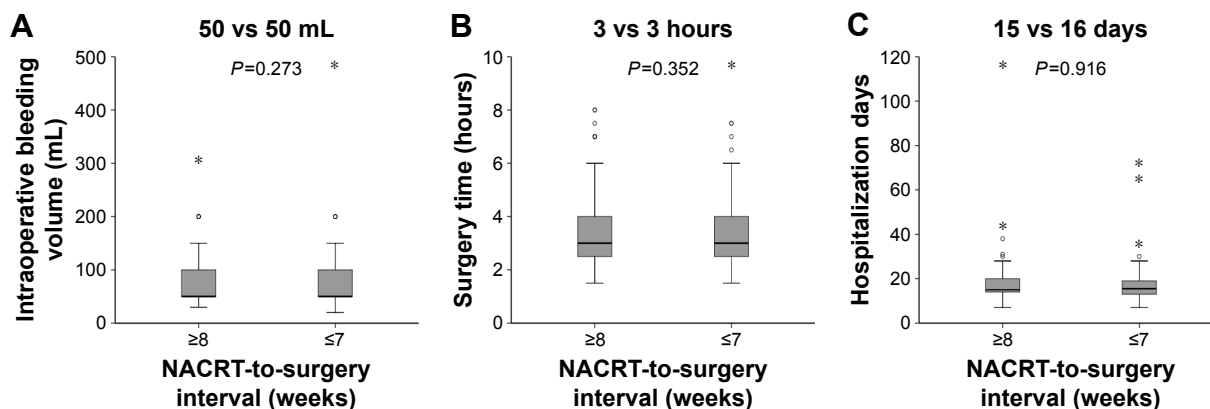 A
50 vs 50 mL
Intraoperative bleeding
volume (mL)
500
400
300
200
100
0
P=0.273
*
*
≥8
≤7
NACRT-to-surgery
interval (weeks)
B
3 vs 3 hours
Surgery time (hours)
10
8
6
4
2
0
P=0.352
*
≥8
≤7
NACRT-to-surgery
interval (weeks)
C
15 vs 16 days
Hospitalization days
120
100
80
60
40
20
0
P=0.916
*
*
*
*
*
≥8
≤7
NACRT-to-surgery
interval (weeks)